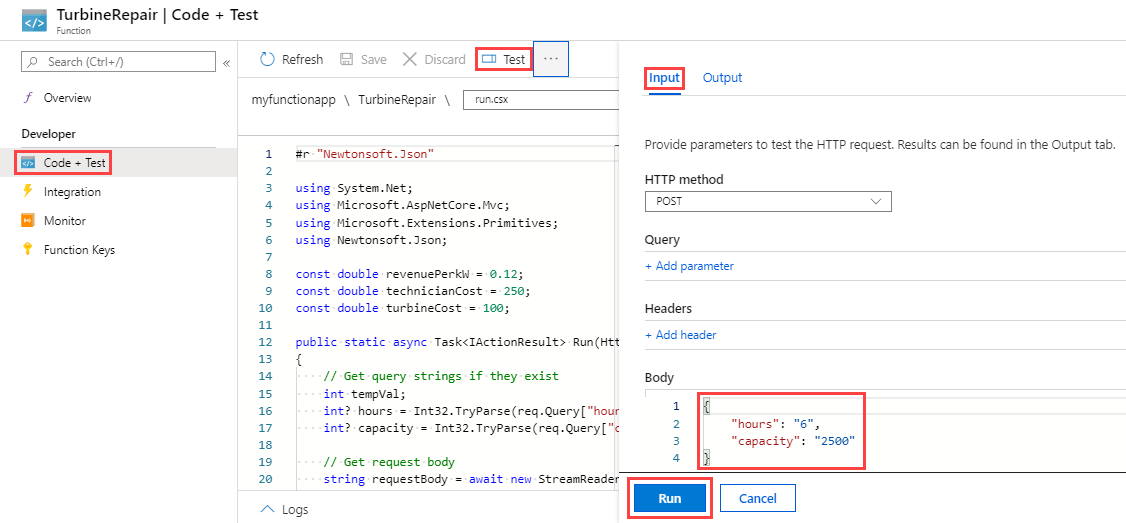 TurbineRepair | Code + Test
Function
Search (Ctrl+/)
«
Overview
Developer
Code + Test
Integration
Monitor
Function Keys
Refresh
Save
Discard
Test
...
myfunctionapp \ TurbineRepair \ run.csx
1 #r "Newtonsoft.Json"
2
3 using System.Net;
4 using Microsoft.AspNetCore.Mvc;
5 using Microsoft.Extensions.Primitives;
6 using Newtonsoft.Json;
7
8 const double revenuePerkW = 0.12;
9 const double technicianCost = 250;
10 const double turbineCost = 100;
11
12 public static async Task<IActionResult> Run(Htt
13 {
14 // Get query strings if they exist
15 int tempVal;
16 int? hours = Int32.TryParse(req.Query["hou
17 int? capacity = Int32.TryParse(req.Query["c
18
19 // Get request body
20 string requestBody = await new StreamReader
Logs
Input
Output
Provide parameters to test the HTTP request. Results can be found in the Output tab.
HTTP method
POST
Query
+ Add parameter
Headers
+ Add header
Body
1 {
2 "hours": "6",
3 "capacity": "2500"
4 }
Run
Cancel